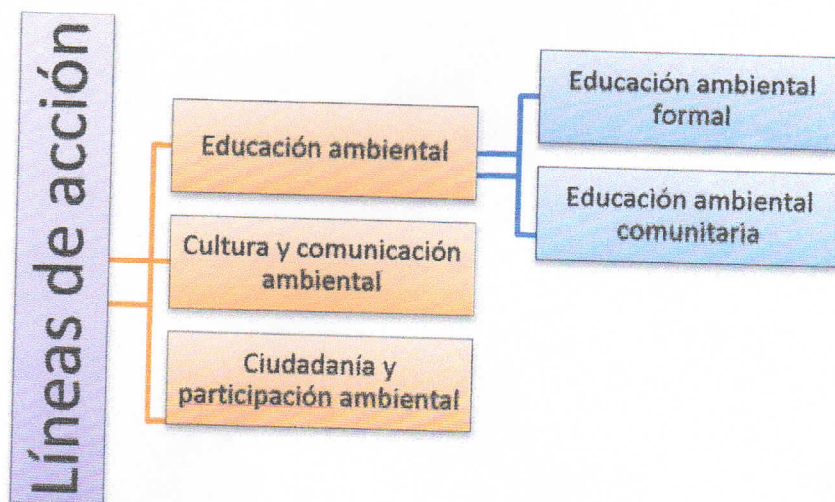 Líneas de acción
Educación ambiental
Cultura y comunicación
ambiental
Ciudadanía y
participación ambiental
Educación ambiental
formal
Educación ambiental
comunitaria